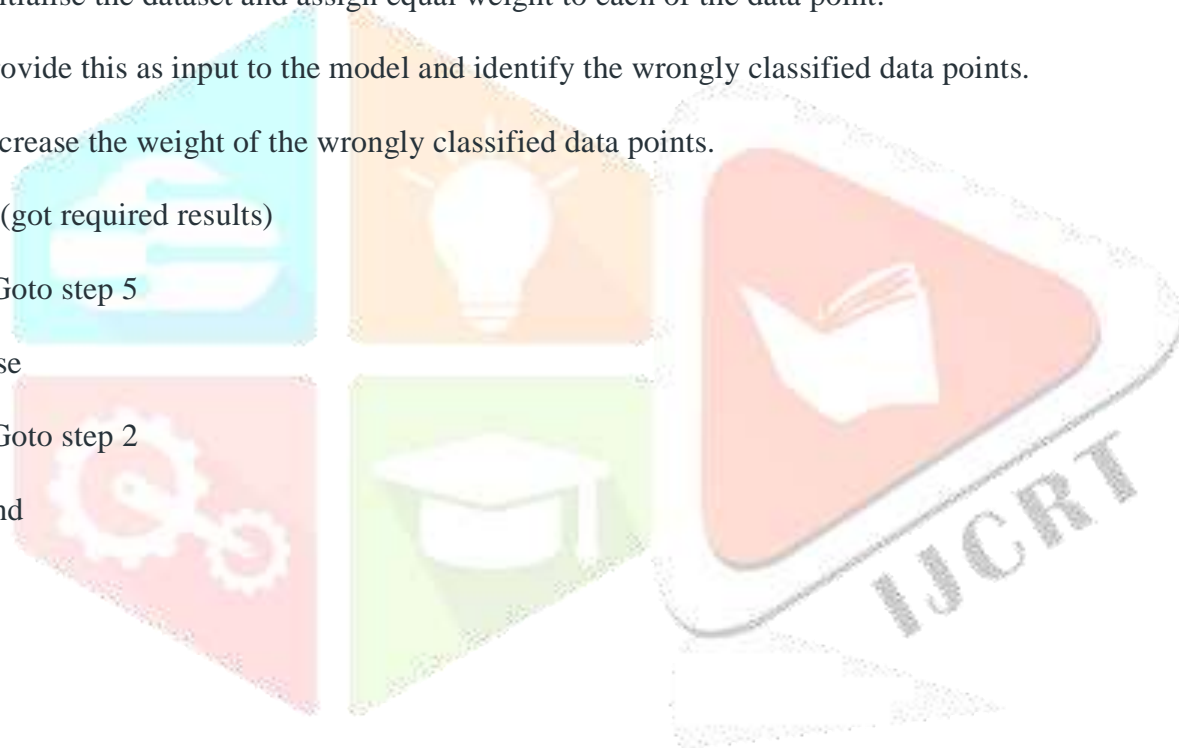 itialise the dataset and assign equal weight to each of the data point.
rovide this as input to the model and identify the wrongly classified data points.
crease the weight of the wrongly classified data points.
(got required results)
Goto step 5
se
Goto step 2
nd
IJCRT